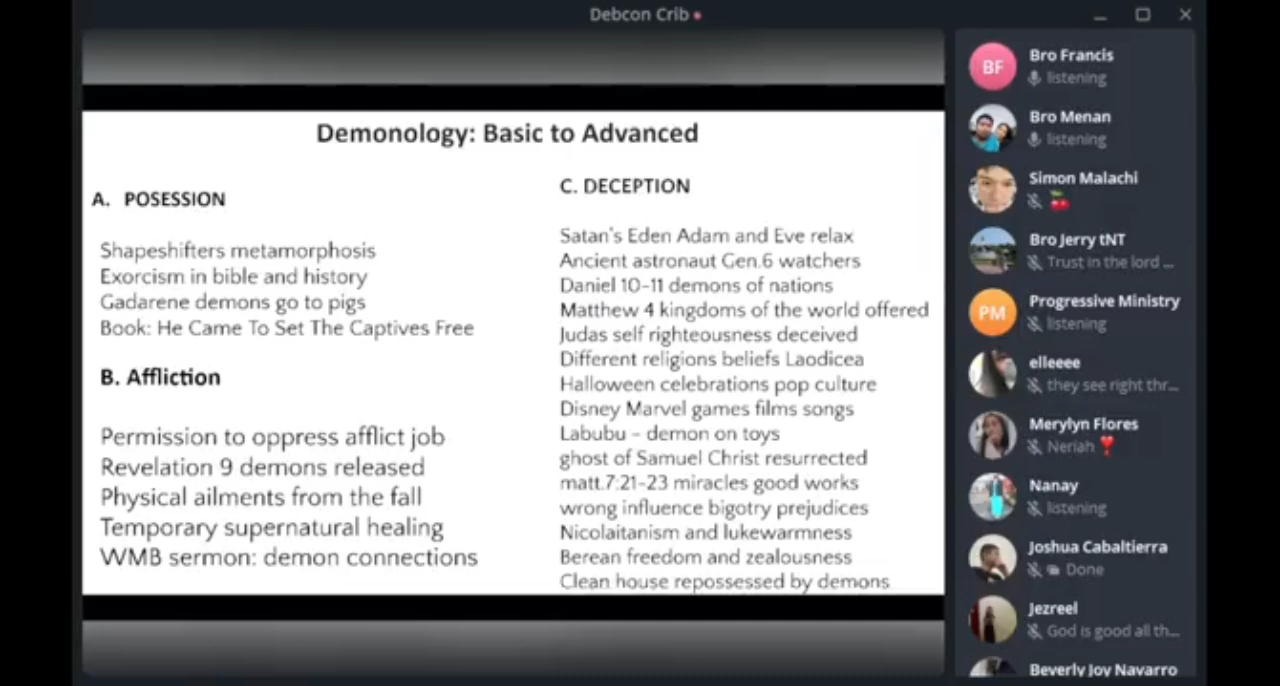 Debcon Crib
Demonology: Basic to Advanced
A. POSESSION
Shapeshifters metamorphosis
Exorcism in bible and history
Gadarene demons go to pigs
Book: He Came To Set The Captives Free
B. Affliction
Permission to oppress afflict job
Revelation 9 demons released
Physical ailments from the fall
Temporary supernatural healing
WMB sermon: demon connections
C. DECEPTION
Satan's Eden Adam and Eve relax
Ancient astronaut Gen.6 watchers
Daniel 10-11 demons of nations
Matthew 4 kingdoms of the world offered
Judas self righteousness deceived
Different religions beliefs Laodicea
Halloween celebrations pop culture
Disney Marvel games films songs
Labubu - demon on toys
ghost of Samuel Christ resurrected
matt.7:21-23 miracles good works
wrong influence bigotry prejudices
Nicolaitanism and lukewarmness
Berean freedom and zealousness
Clean house repossessed by demons
BF
Bro Francis
listening
Bro Menan
listening
Simon Malachi
🍒
Bro Jerry tNT
Trust in the lord ...
PM
Progressive Ministry
listening
elleeee
they see right thr...
Merylyn Flores
Neriah ❣️
Nanay
listening
Joshua Cabaltierra
Done
Jezreel
God is good all th...
Beverly Joy Navarro